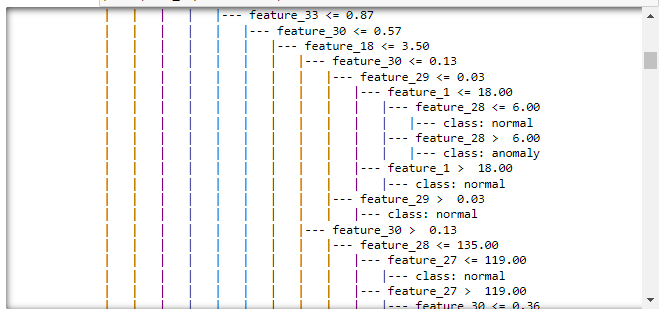 |   |   |   |   |--- feature_33 <= 0.87
|   |   |   |   |   |--- feature_30 <= 0.57
|   |   |   |   |   |   |--- feature_18 <= 3.50
|   |   |   |   |   |   |   |--- feature_30 <= 0.13
|   |   |   |   |   |   |   |   |--- feature_29 <= 0.03
|   |   |   |   |   |   |   |   |   |--- feature_1 <= 18.00
|   |   |   |   |   |   |   |   |   |   |--- feature_28 <= 6.00
|   |   |   |   |   |   |   |   |   |   |   |--- class: normal
|   |   |   |   |   |   |   |   |   |   |--- feature_28 >  6.00
|   |   |   |   |   |   |   |   |   |   |   |--- class: anomaly
|   |   |   |   |   |   |   |   |   |--- feature_1 >  18.00
|   |   |   |   |   |   |   |   |   |   |--- class: normal
|   |   |   |   |   |   |   |   |--- feature_29 >  0.03
|   |   |   |   |   |   |   |   |   |--- class: normal
|   |   |   |   |   |   |   |--- feature_30 >  0.13
|   |   |   |   |   |   |   |   |--- feature_28 <= 135.00
|   |   |   |   |   |   |   |   |   |--- feature_27 <= 119.00
|   |   |   |   |   |   |   |   |   |   |--- class: normal
|   |   |   |   |   |   |   |   |   |--- feature_27 >  119.00
|   |   |   |   |   |   |   |   |   |   |--- feature_30 <= 0.36